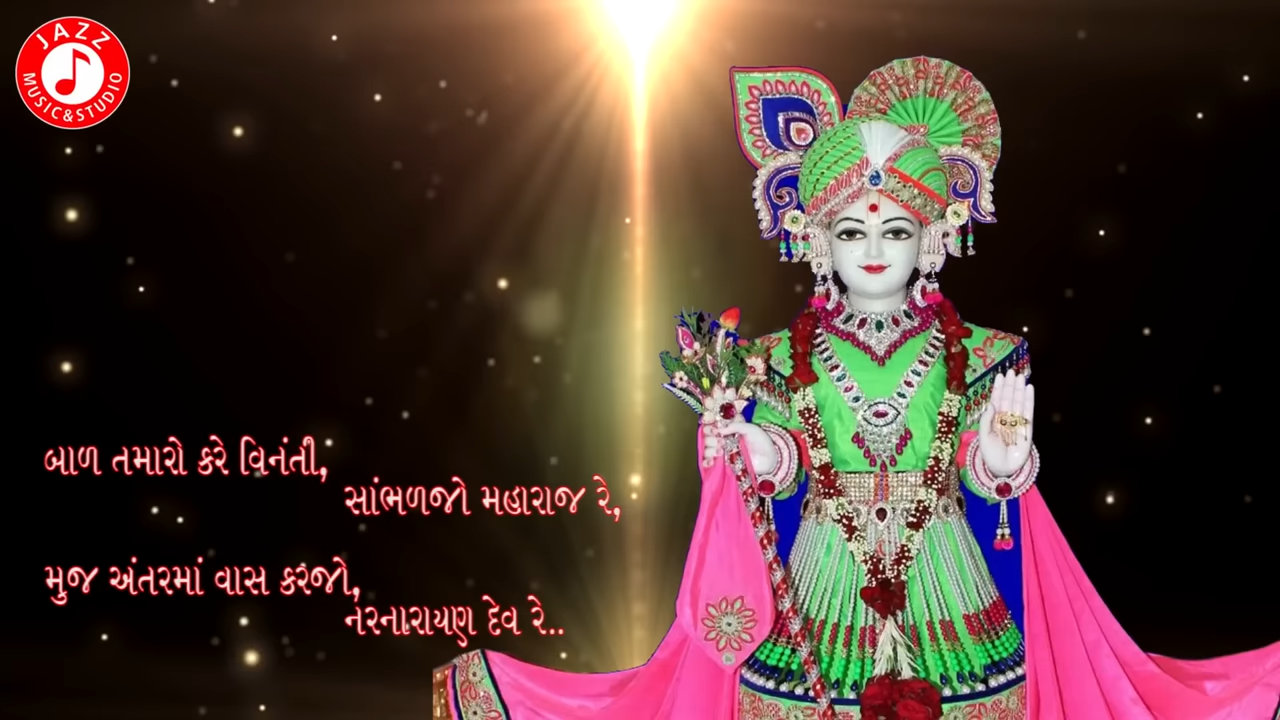 JAZZ
MUSIC&STUDIO
બાળ તમારો કરે વિનંતી,
સાંભળજો મહારાજ રે,
મુજ અંતરમાં વાસ કરજો,
નરનારાયણ દેવ રે..